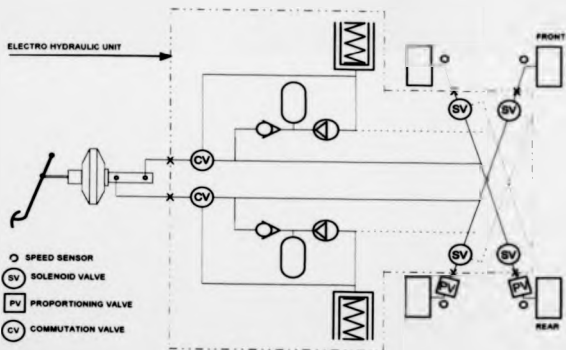 ELECTRO HYDRAULIC UNIT
FRONT
SV
SV
CV
CV
SV
SV
PV
PV
REAR
SPEED SENSOR
SV SOLENOID VALVE
PV PROPORTIONING VALVE
CV COMMUTATION VALVE